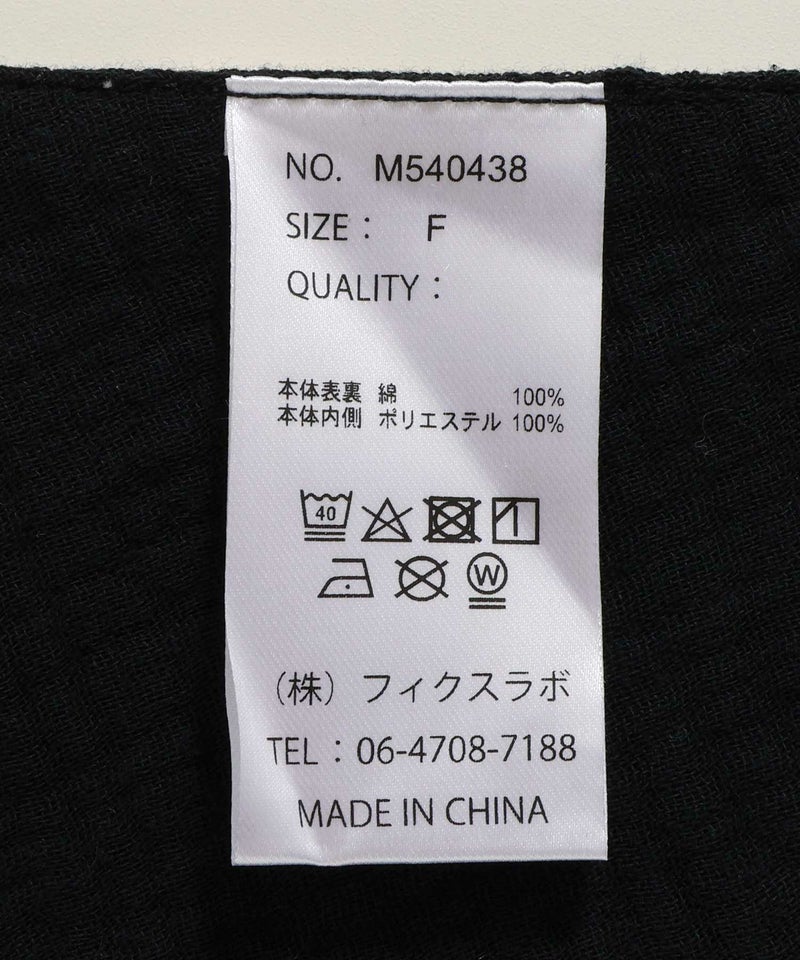 NO. M540438
SIZE： F
QUALITY：
本体表裏 綿 100%
本体内側 ポリエステル 100%
40
W
（株）フィクスラボ
TEL：06-4708-7188
MADE IN CHINA